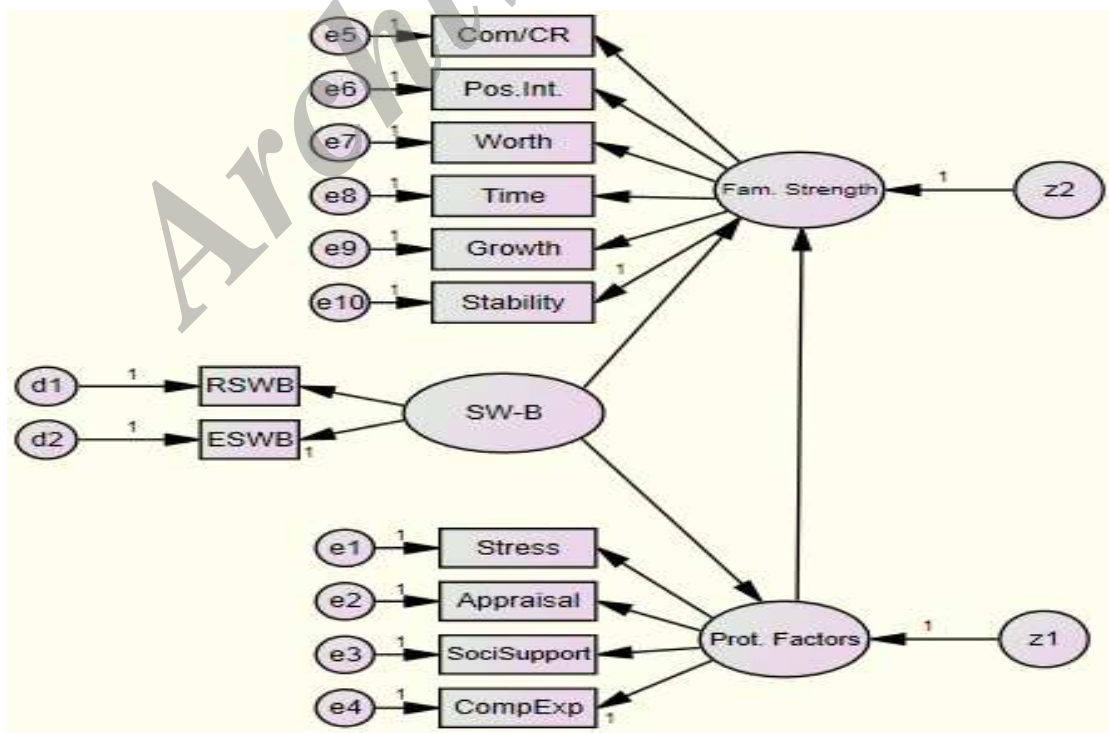 e5 1 Com/CR
e6 1 Pos.Int.
e7 1 Worth
e8 1 Time
Fam. Strength 1 z2
e9 1 Growth
1
e10 1 Stability
d1 1 RSWB
SW-B
d2 1 ESWB
1
e1 1 Stress
e2 1 Appraisal
Prot. Factors 1 z1
e3 1 SociSupport
e4 1 CompExp
1